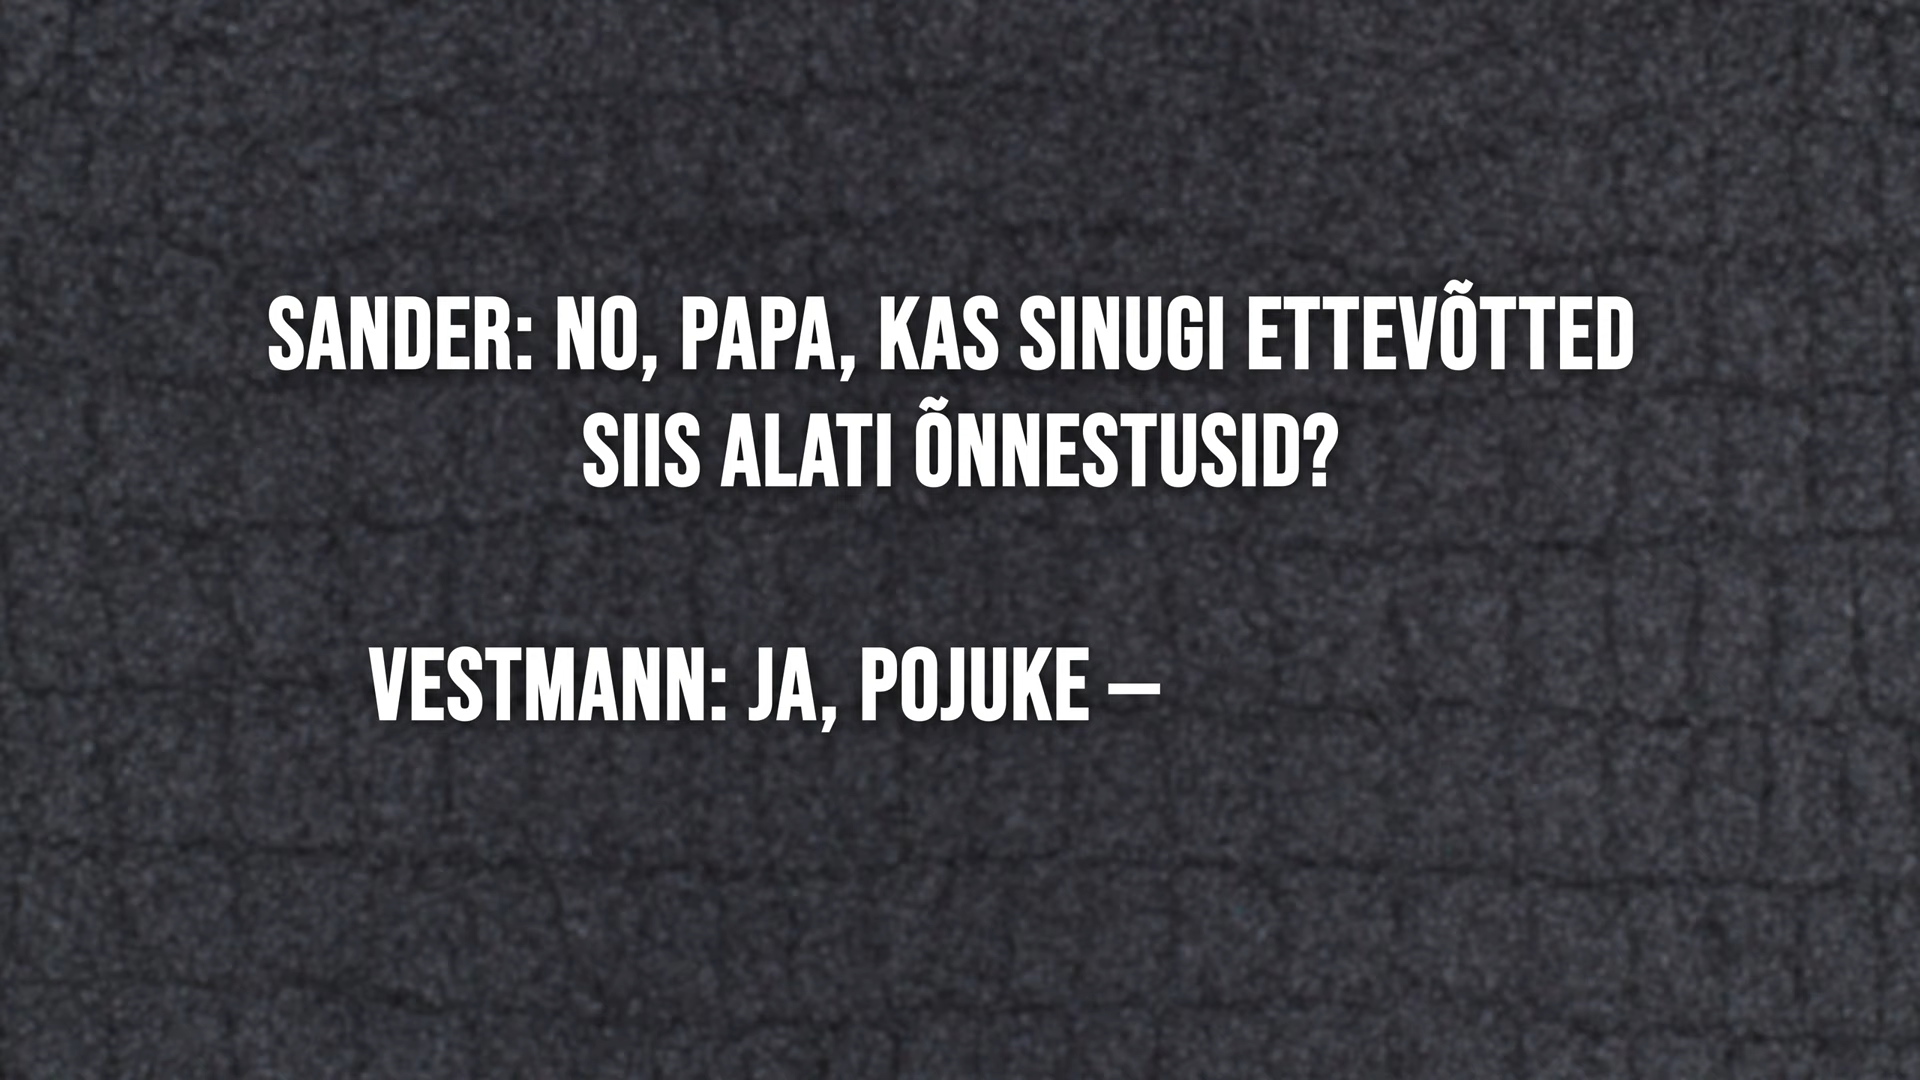 SANDER: NO, PAPA, KAS SINUGI ETTEVÕTTED
SIIS ALATI ÕNNESTUSID?
VESTMANN: JA, POJUKE –